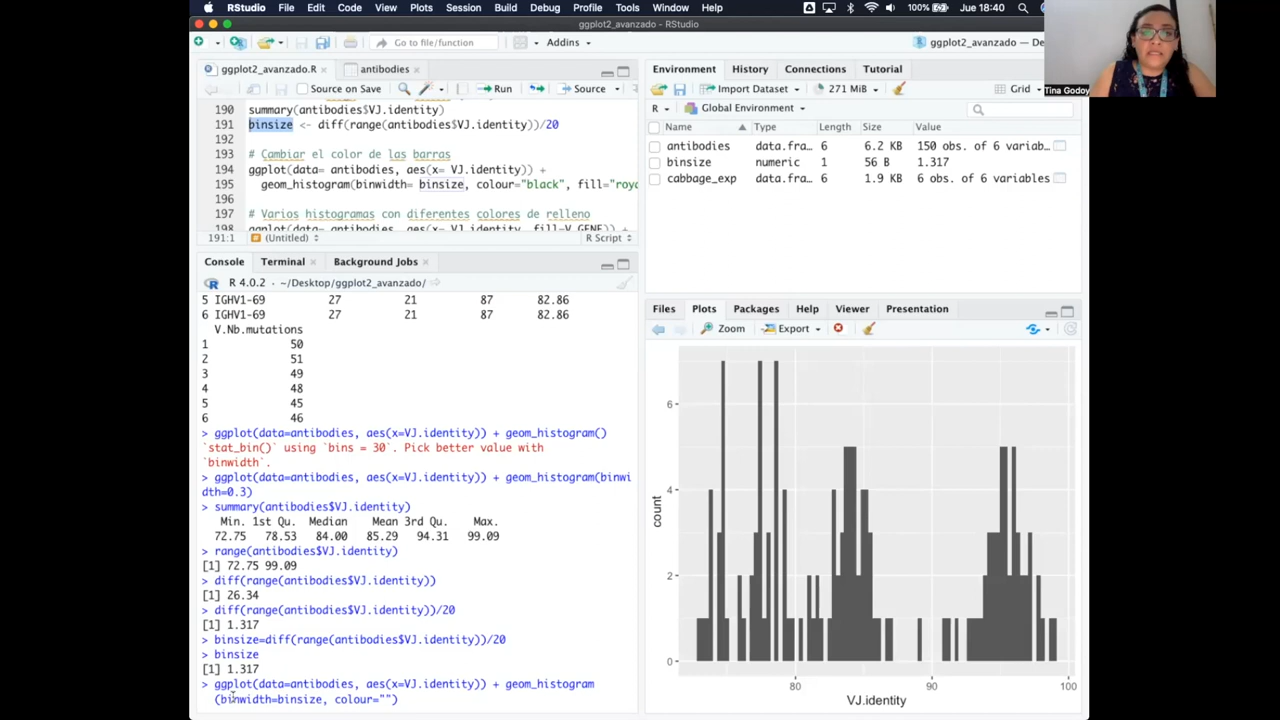 RStudio File Edit Code View Plots Session Build Debug Profile Tools Window Help 100% Jue 18:40
ggplot2_avanzado - RStudio
Go to file/function Addins ggplot2_avanzado — De
Tina Godoy
ggplot2_avanzado.R antibodies
Source on Save Run Source
190 summary(antibodies$VJ.identity)
191 binsize <- diff(range(antibodies$VJ.identity))/20
192
193 # Cambiar el color de las barras
194 ggplot(data= antibodies, aes(x= VJ.identity)) +
195 geom_histogram(binwidth= binsize, colour="black", fill="roya
196
197 # Varios histogramas con diferentes colores de relleno
198 ggplot(data= antibodies, aes(x= VJ.identity, fill=V.GENE)) +
191:1 (Untitled) R Script
Environment History Connections Tutorial
Import Dataset 271 MiB Grid
R Global Environment
Name Type Length Size Value
antibodies data.fra… 6 6.2 KB 150 obs. of 6 variab…
binsize numeric 1 56 B 1.317
cabbage_exp data.fra… 6 1.9 KB 6 obs. of 6 variables
Console Terminal Background Jobs
R 4.0.2 · ~/Desktop/ggplot2_avanzado/
5 IGHV1-69 27 21 87 82.86
6 IGHV1-69 27 21 87 82.86
V.Nb.mutations
1 50
2 51
3 49
4 48
5 45
6 46
> ggplot(data=antibodies, aes(x=VJ.identity)) + geom_histogram()
`stat_bin()` using `bins = 30`. Pick better value with
`binwidth`.
> ggplot(data=antibodies, aes(x=VJ.identity)) + geom_histogram(binwi
dth=0.3)
> summary(antibodies$VJ.identity)
Min. 1st Qu. Median Mean 3rd Qu. Max.
72.75 78.53 84.00 85.29 94.31 99.09
> range(antibodies$VJ.identity)
[1] 72.75 99.09
> diff(range(antibodies$VJ.identity))
[1] 26.34
> diff(range(antibodies$VJ.identity))/20
[1] 1.317
> binsize=diff(range(antibodies$VJ.identity))/20
> binsize
[1] 1.317
> ggplot(data=antibodies, aes(x=VJ.identity)) + geom_histogram
(binwidth=binsize, colour="")
Files Plots Packages Help Viewer Presentation
Zoom Export
6
4
2
0
count
80 90 100
VJ.identity